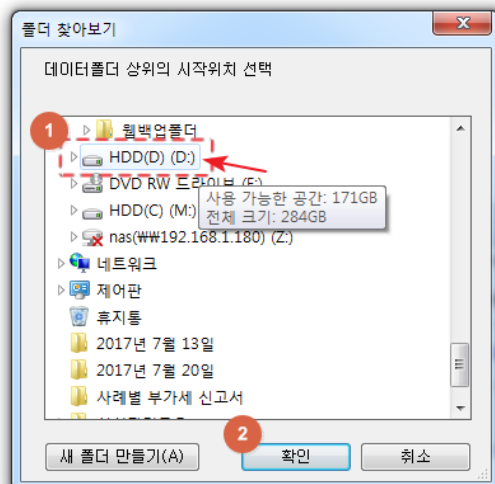 폴더 찾아보기
데이터폴더 상위의 시작위치 선택
1
웹백업폴더
HDD(D) (D:)
DVD RW 드라이브 (E:)
사용 가능한 공간: 171GB
전체 크기: 284GB
HDD(C) (M:)
nas(₩₩192.168.1.180) (Z:)
네트워크
제어판
휴지통
2017년 7월 13일
2017년 7월 20일
사례별 부가세 신고서
2
새 폴더 만들기(A)
확인
취소